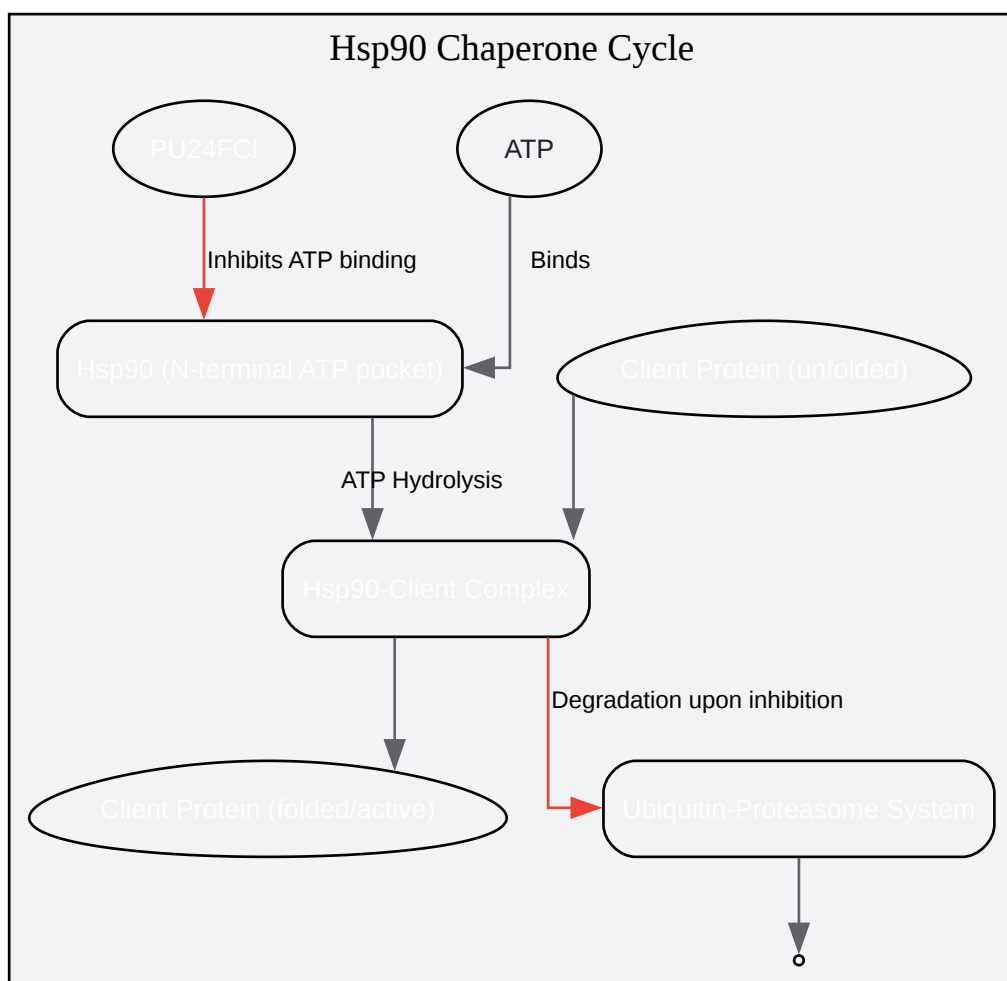 Hsp90 Chaperone Cycle
PU24FCl
ATP
Inhibits ATP binding
Binds
Hsp90 (N-terminal ATP pocket)
Client Protein (unfolded)
ATP Hydrolysis
Hsp90-Client Complex
Degradation upon inhibition
Client Protein (folded/active)
Ubiquitin-Proteasome System